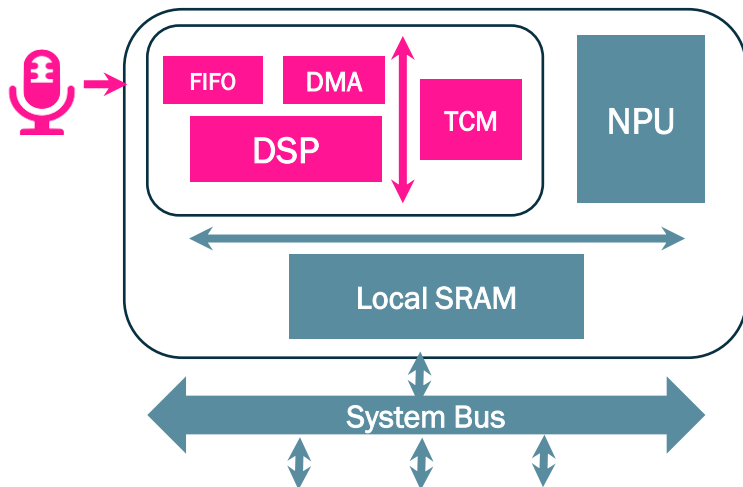 FIFO
DMA
TCM
DSP
NPU
Local SRAM
System Bus